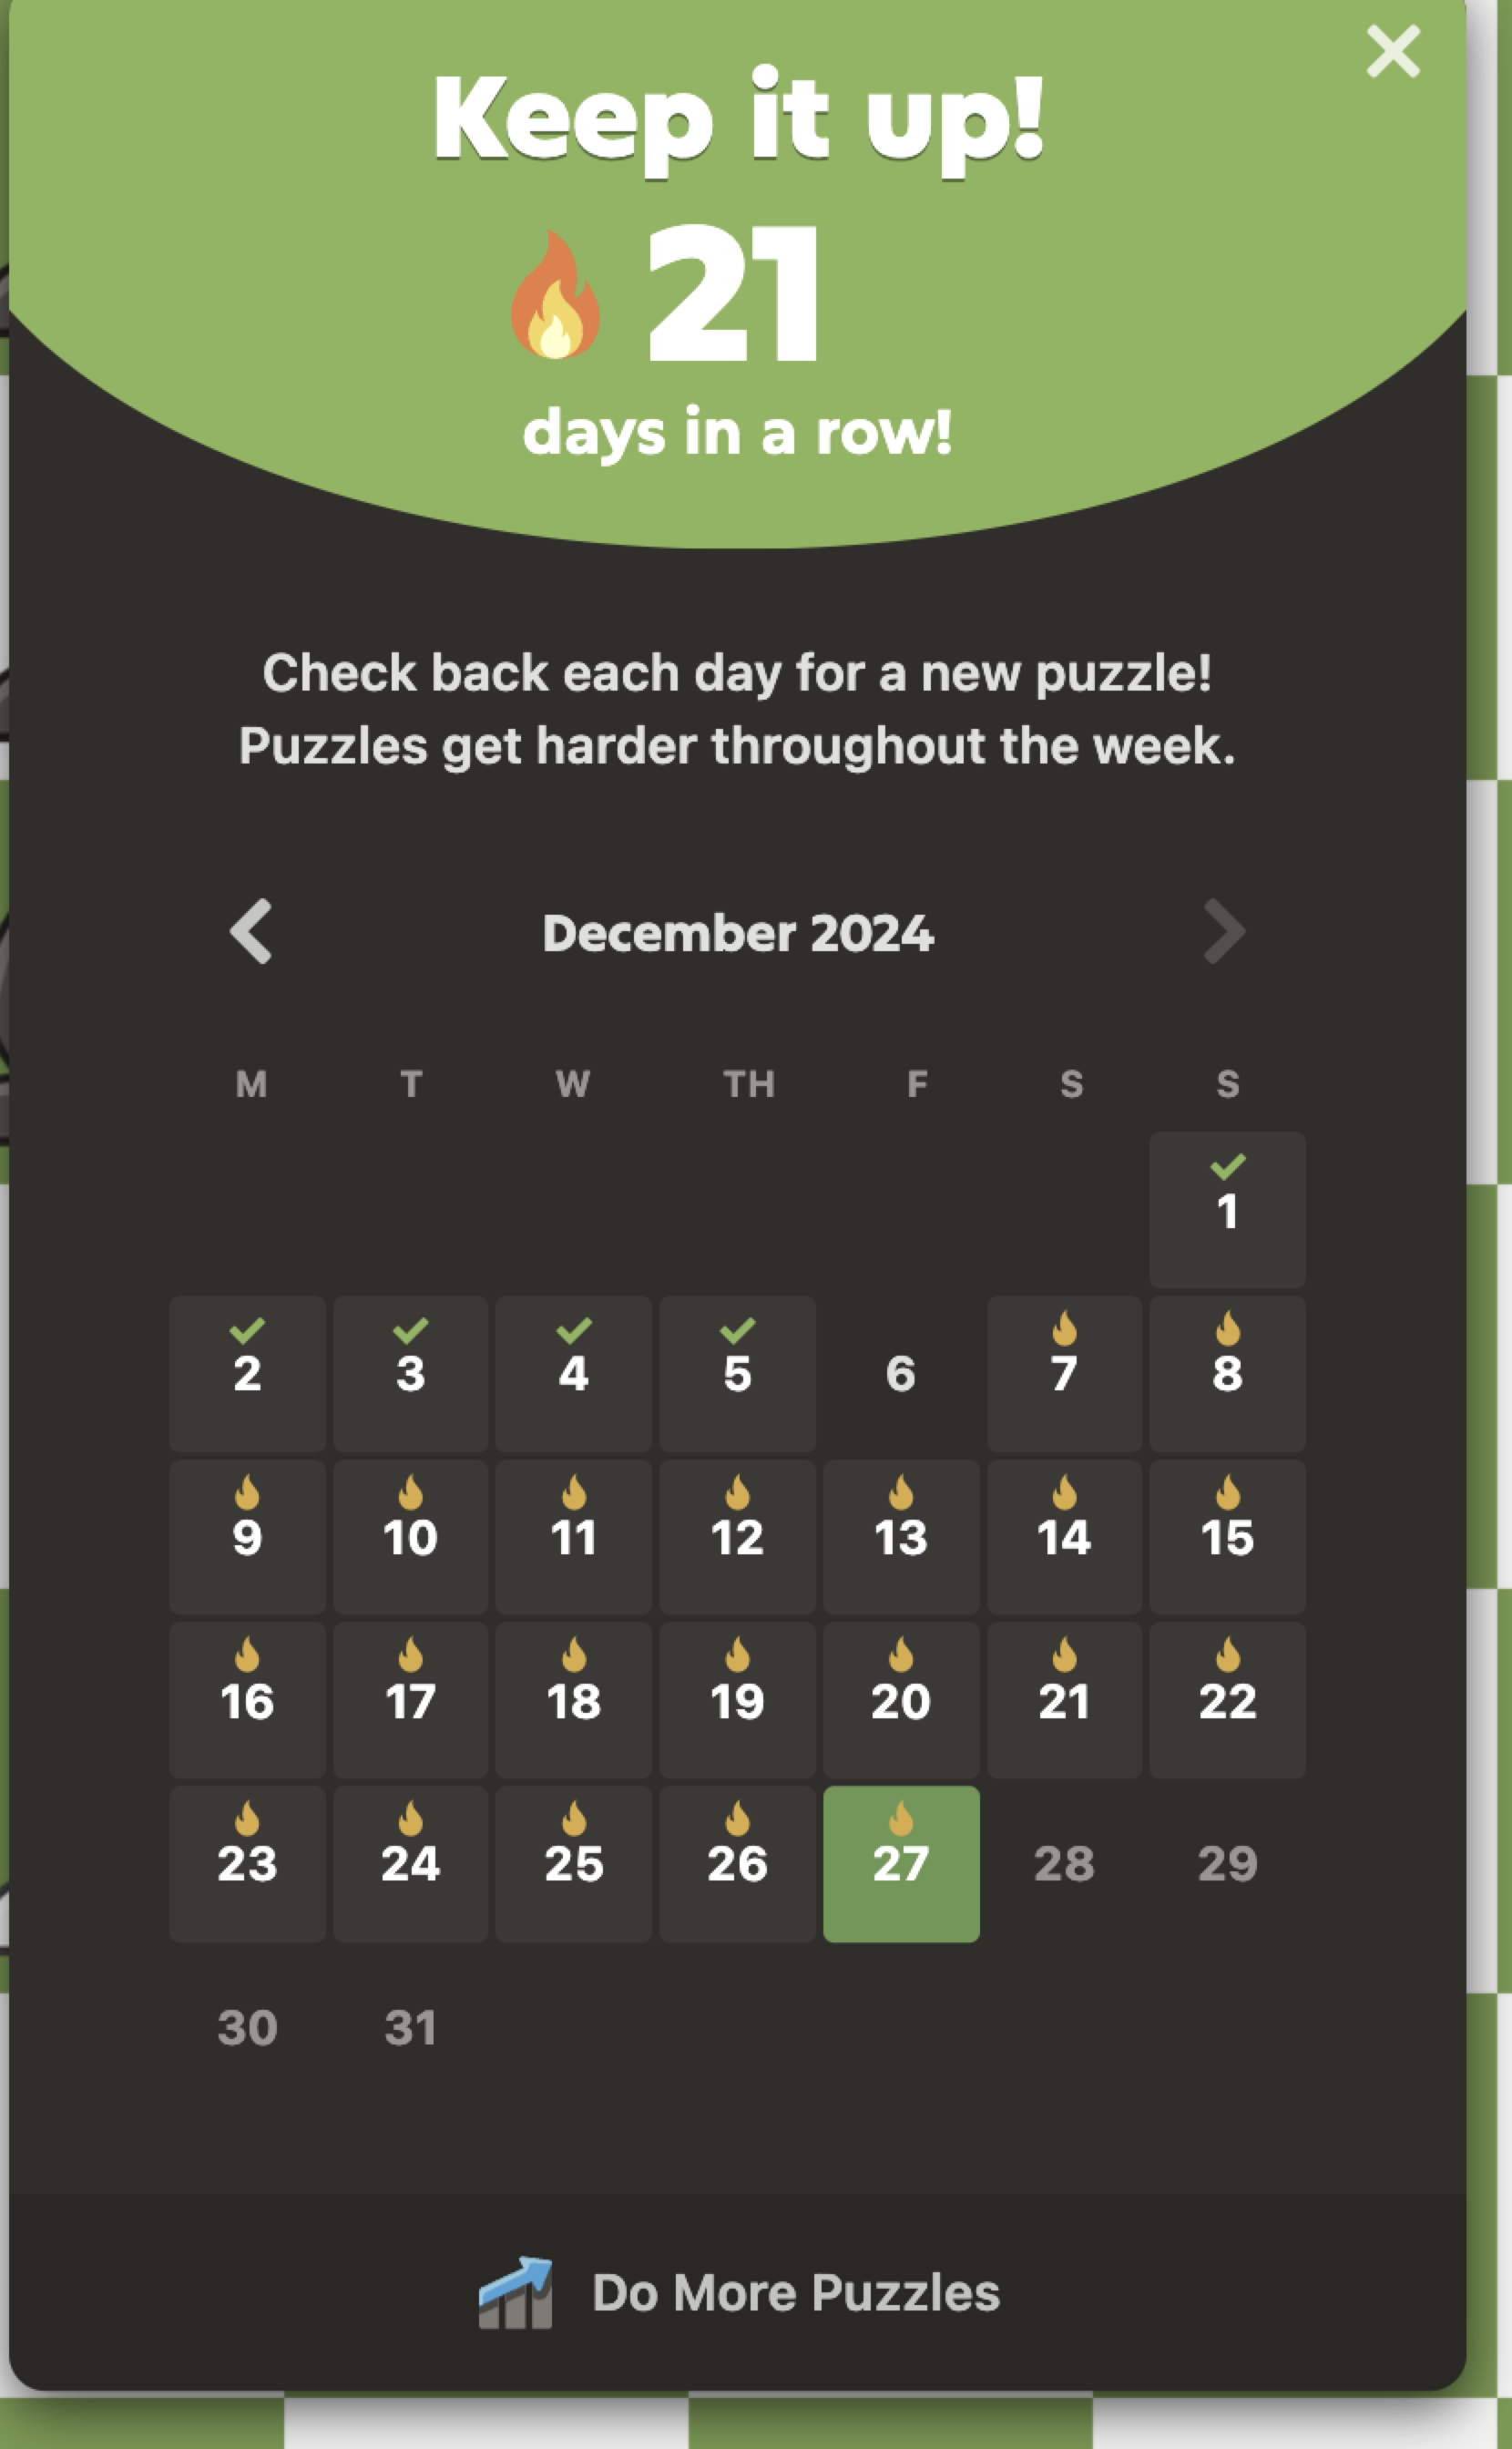 Keep it up!
21
days in a row!
Check back each day for a new puzzle!
Puzzles get harder throughout the week.
December 2024
M T W TH F S S
1
2 3 4 5 6 7 8
9 10 11 12 13 14 15
16 17 18 19 20 21 22
23 24 25 26 27 28 29
30 31
Do More Puzzles